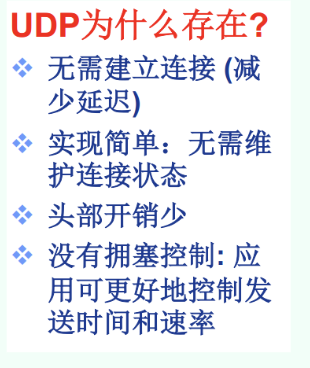 UDP为什么存在?
无需建立连接 (减
少延迟)
实现简单：无需维
护连接状态
头部开销少
没有拥塞控制: 应
用可更好地控制发
送时间和速率